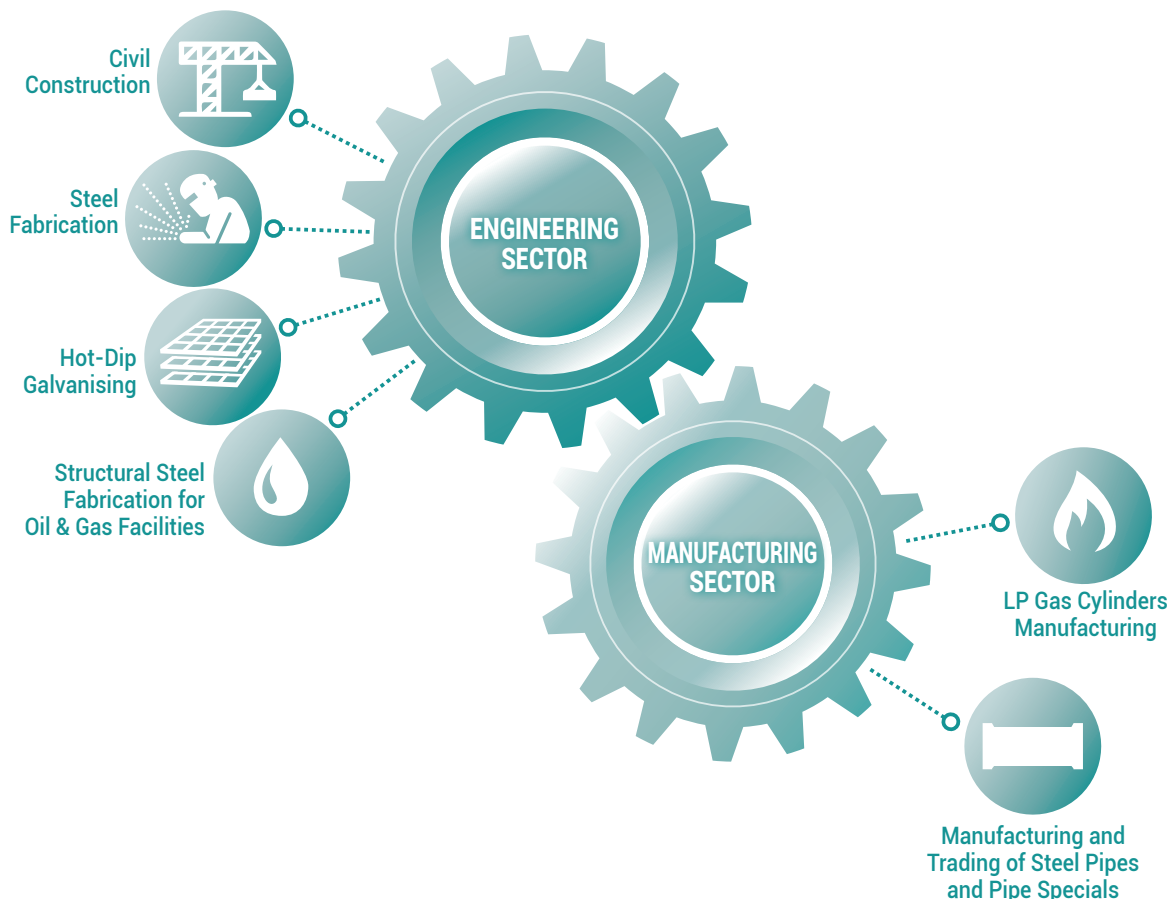 Civil
Construction
Steel
Fabrication
Hot-Dip
Galvanising
Structural Steel
Fabrication for
Oil & Gas Facilities
ENGINEERING
SECTOR
MANUFACTURING
SECTOR
LP Gas Cylinders
Manufacturing
Manufacturing and
Trading of Steel Pipes
and Pipe Specials